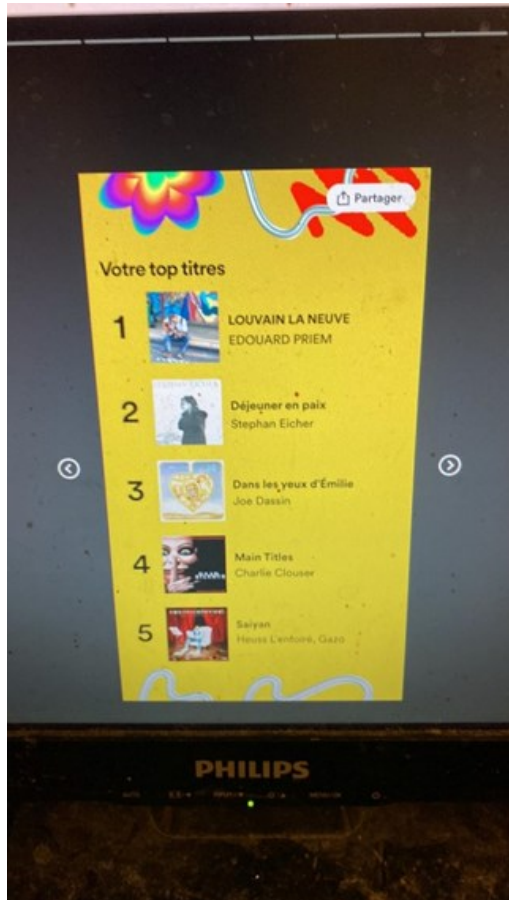 Partager
Votre top titres
1
LOUVAIN LA NEUVE
EDOUARD PRIEM
2
Déjeuner en paix
Stephan Eicher
3
Dans les yeux d'Émilie
Joe Dassin
4
Main Titles
Charlie Clouser
5
Saiyan
Heuss L'enfoiré, Gazo
PHILIPS
AUTO